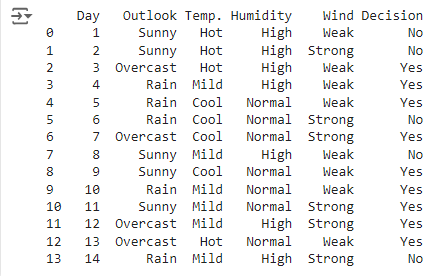 Day Outlook Temp. Humidity Wind Decision
0 1 Sunny Hot High Weak No
1 2 Sunny Hot High Strong No
2 3 Overcast Hot High Weak Yes
3 4 Rain Mild High Weak Yes
4 5 Rain Cool Normal Weak Yes
5 6 Rain Cool Normal Strong No
6 7 Overcast Cool Normal Strong Yes
7 8 Sunny Mild High Weak No
8 9 Sunny Cool Normal Weak Yes
9 10 Rain Mild Normal Weak Yes
10 11 Sunny Mild Normal Strong Yes
11 12 Overcast Mild High Strong Yes
12 13 Overcast Hot Normal Weak Yes
13 14 Rain Mild High Strong No